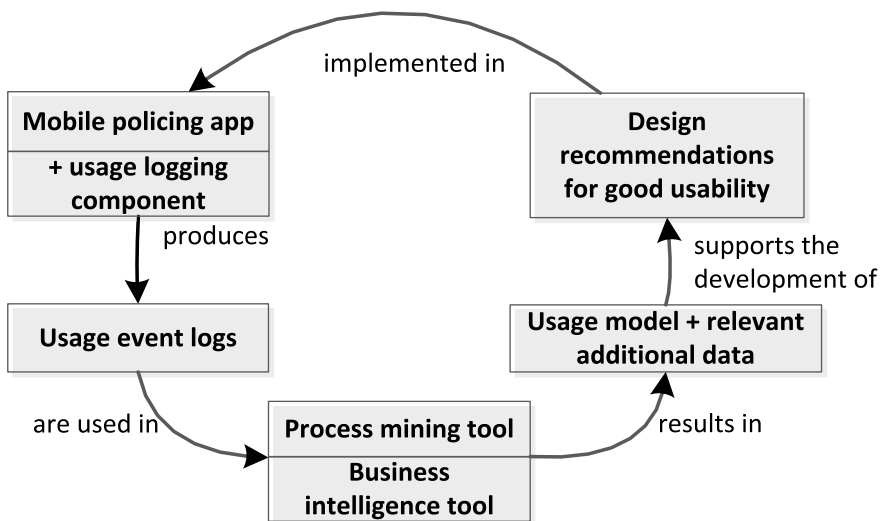 implemented in
Mobile policing app
+ usage logging
component
Design
recommendations
for good usability
produces
supports the
development of
Usage event logs
Usage model + relevant
additional data
are used in
Process mining tool
Business
intelligence tool
results in